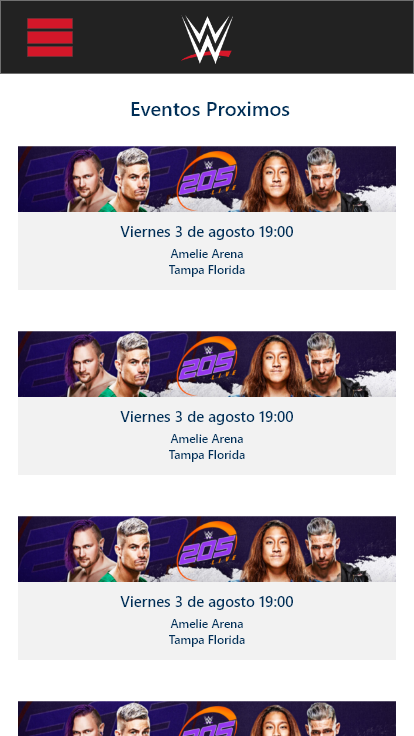 W
Eventos Proximos
W
205
LIVE
Viernes 3 de agosto 19:00
Amelie Arena
Tampa Florida
W
205
LIVE
Viernes 3 de agosto 19:00
Amelie Arena
Tampa Florida
W
205
LIVE
Viernes 3 de agosto 19:00
Amelie Arena
Tampa Florida
W
205